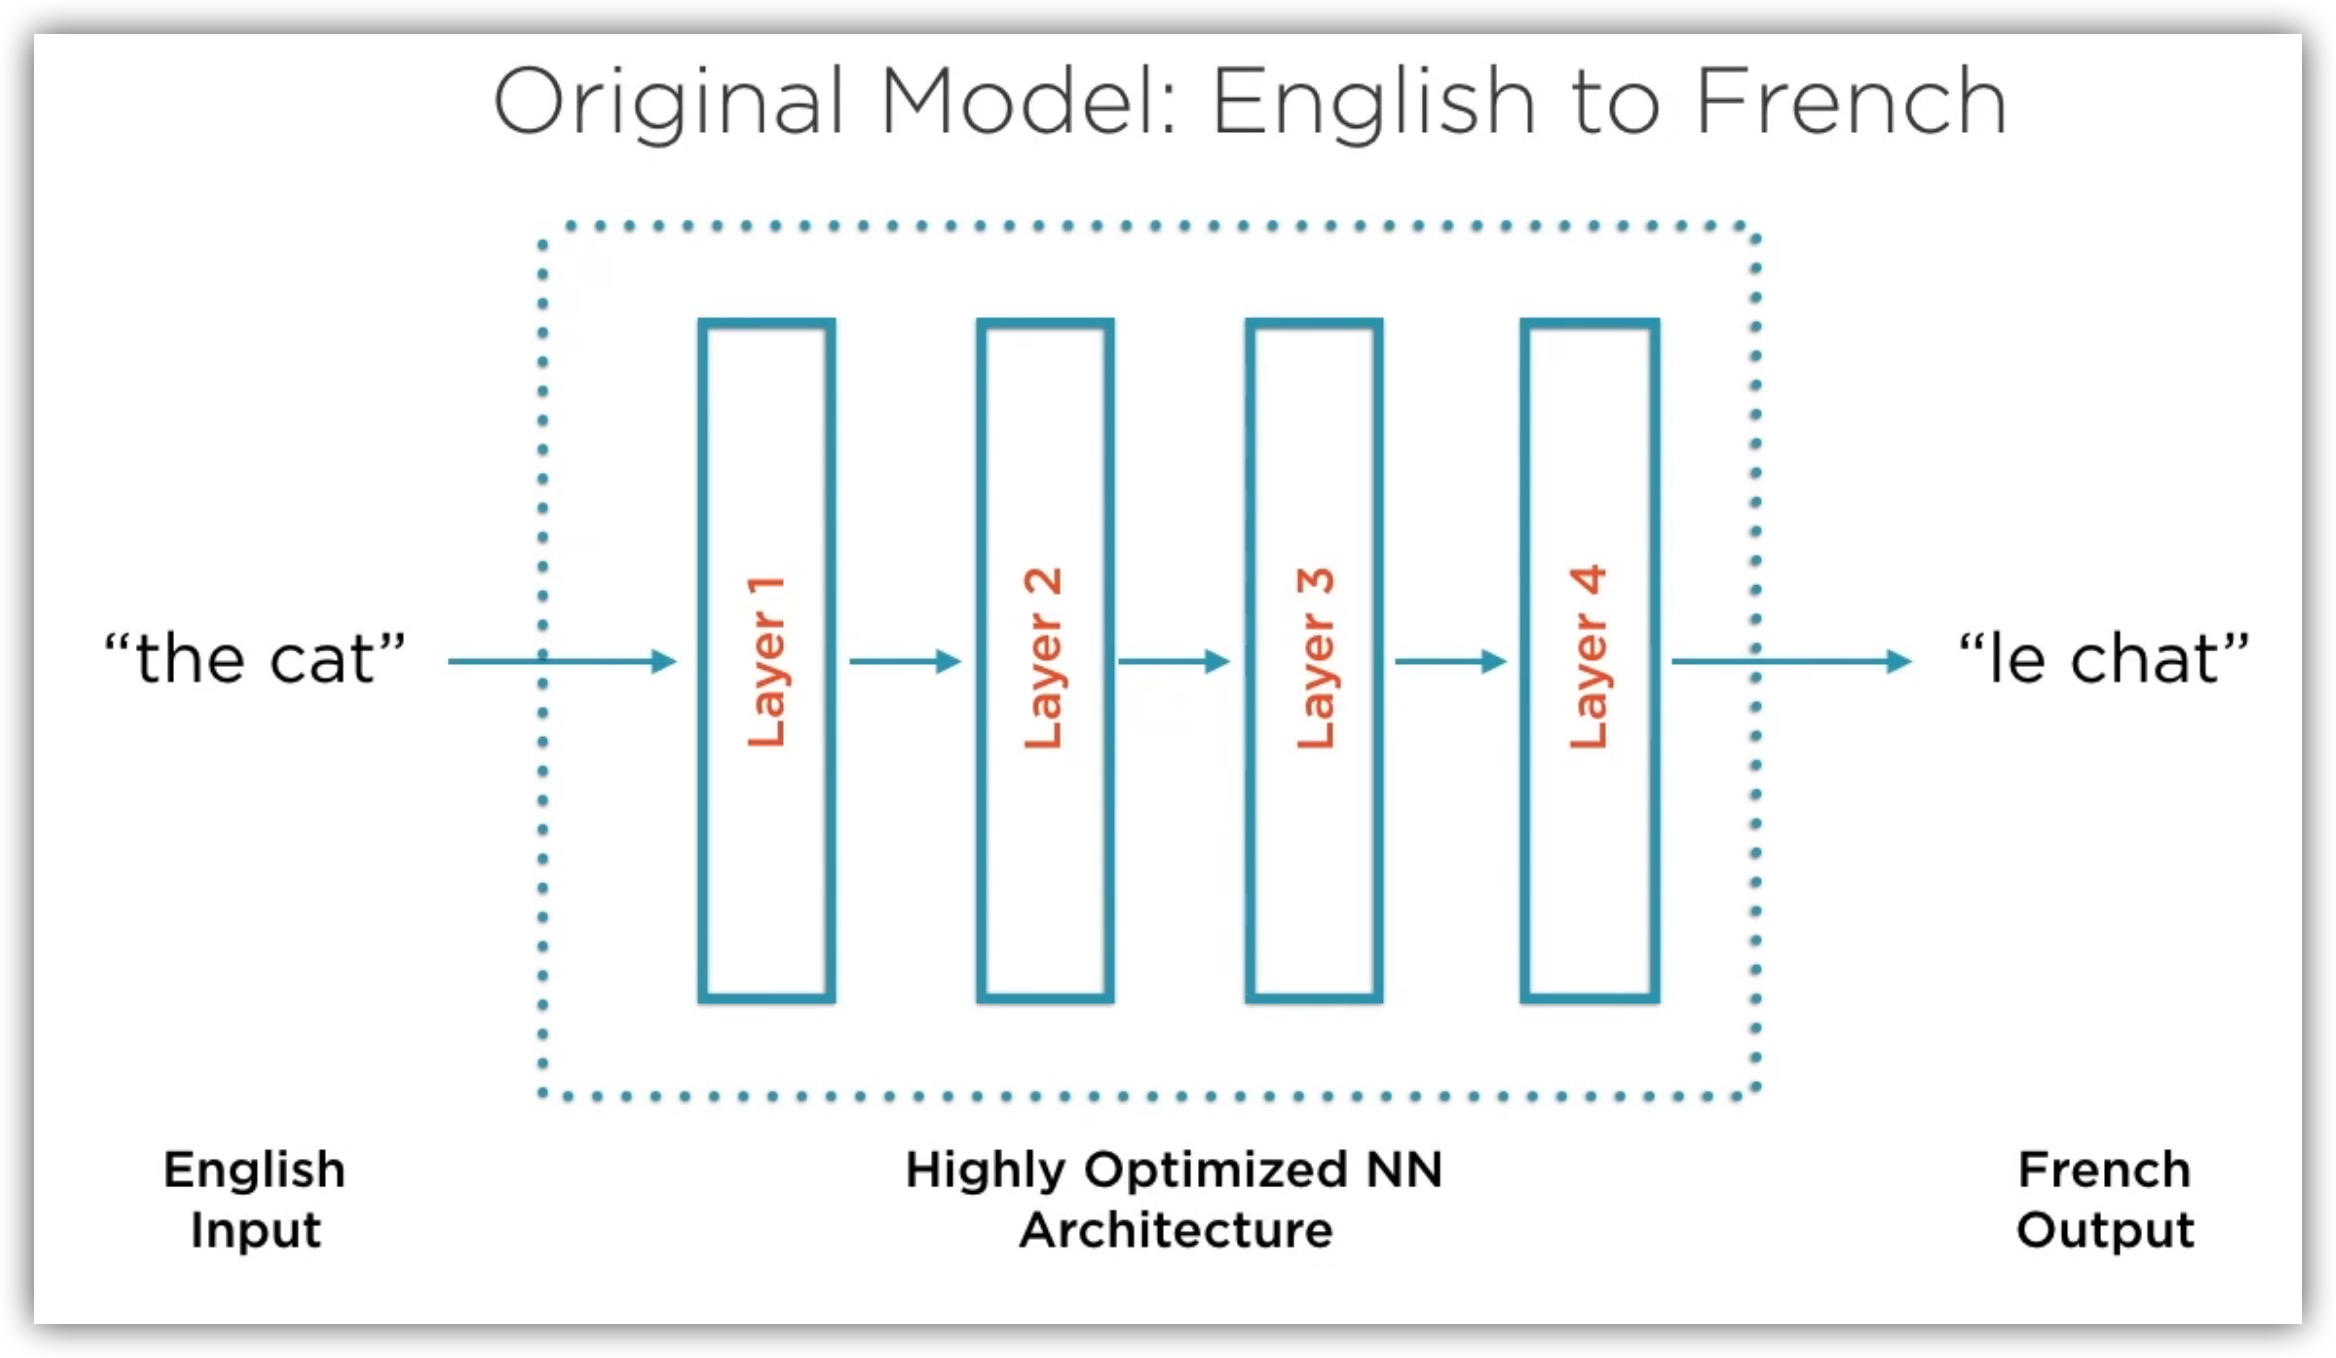 Original Model: English to French
“the cat”
Layer 1
Layer 2
Layer 3
Layer 4
“le chat”
English
Input
Highly Optimized NN
Architecture
French
Output